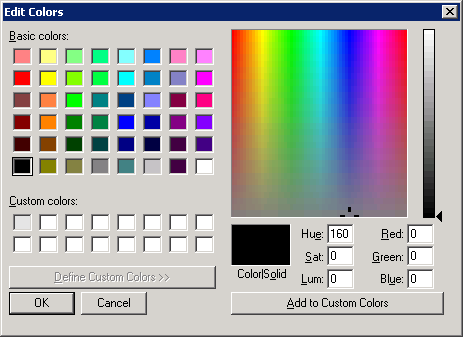 Edit Colors
Basic colors:
Custom colors:
Define Custom Colors >>
OK
Cancel
Color|Solid
Hue: 160
Sat: 0
Lum: 0
Red: 0
Green: 0
Blue: 0
Add to Custom Colors